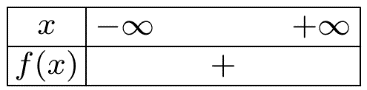 x −∞ +∞
f(x) +